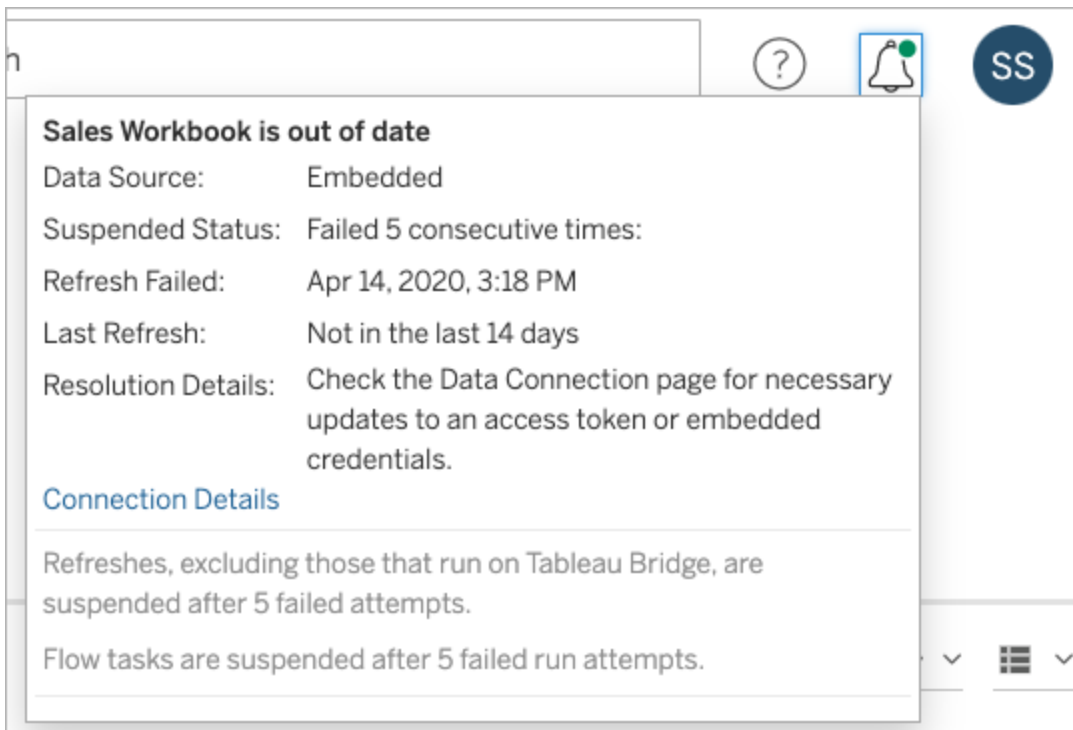 h
?
SS
Sales Workbook is out of date
Data Source: Embedded
Suspended Status: Failed 5 consecutive times:
Refresh Failed: Apr 14, 2020, 3:18 PM
Last Refresh: Not in the last 14 days
Resolution Details: Check the Data Connection page for necessary
updates to an access token or embedded
credentials.
Connection Details
Refreshes, excluding those that run on Tableau Bridge, are
suspended after 5 failed attempts.
Flow tasks are suspended after 5 failed run attempts.